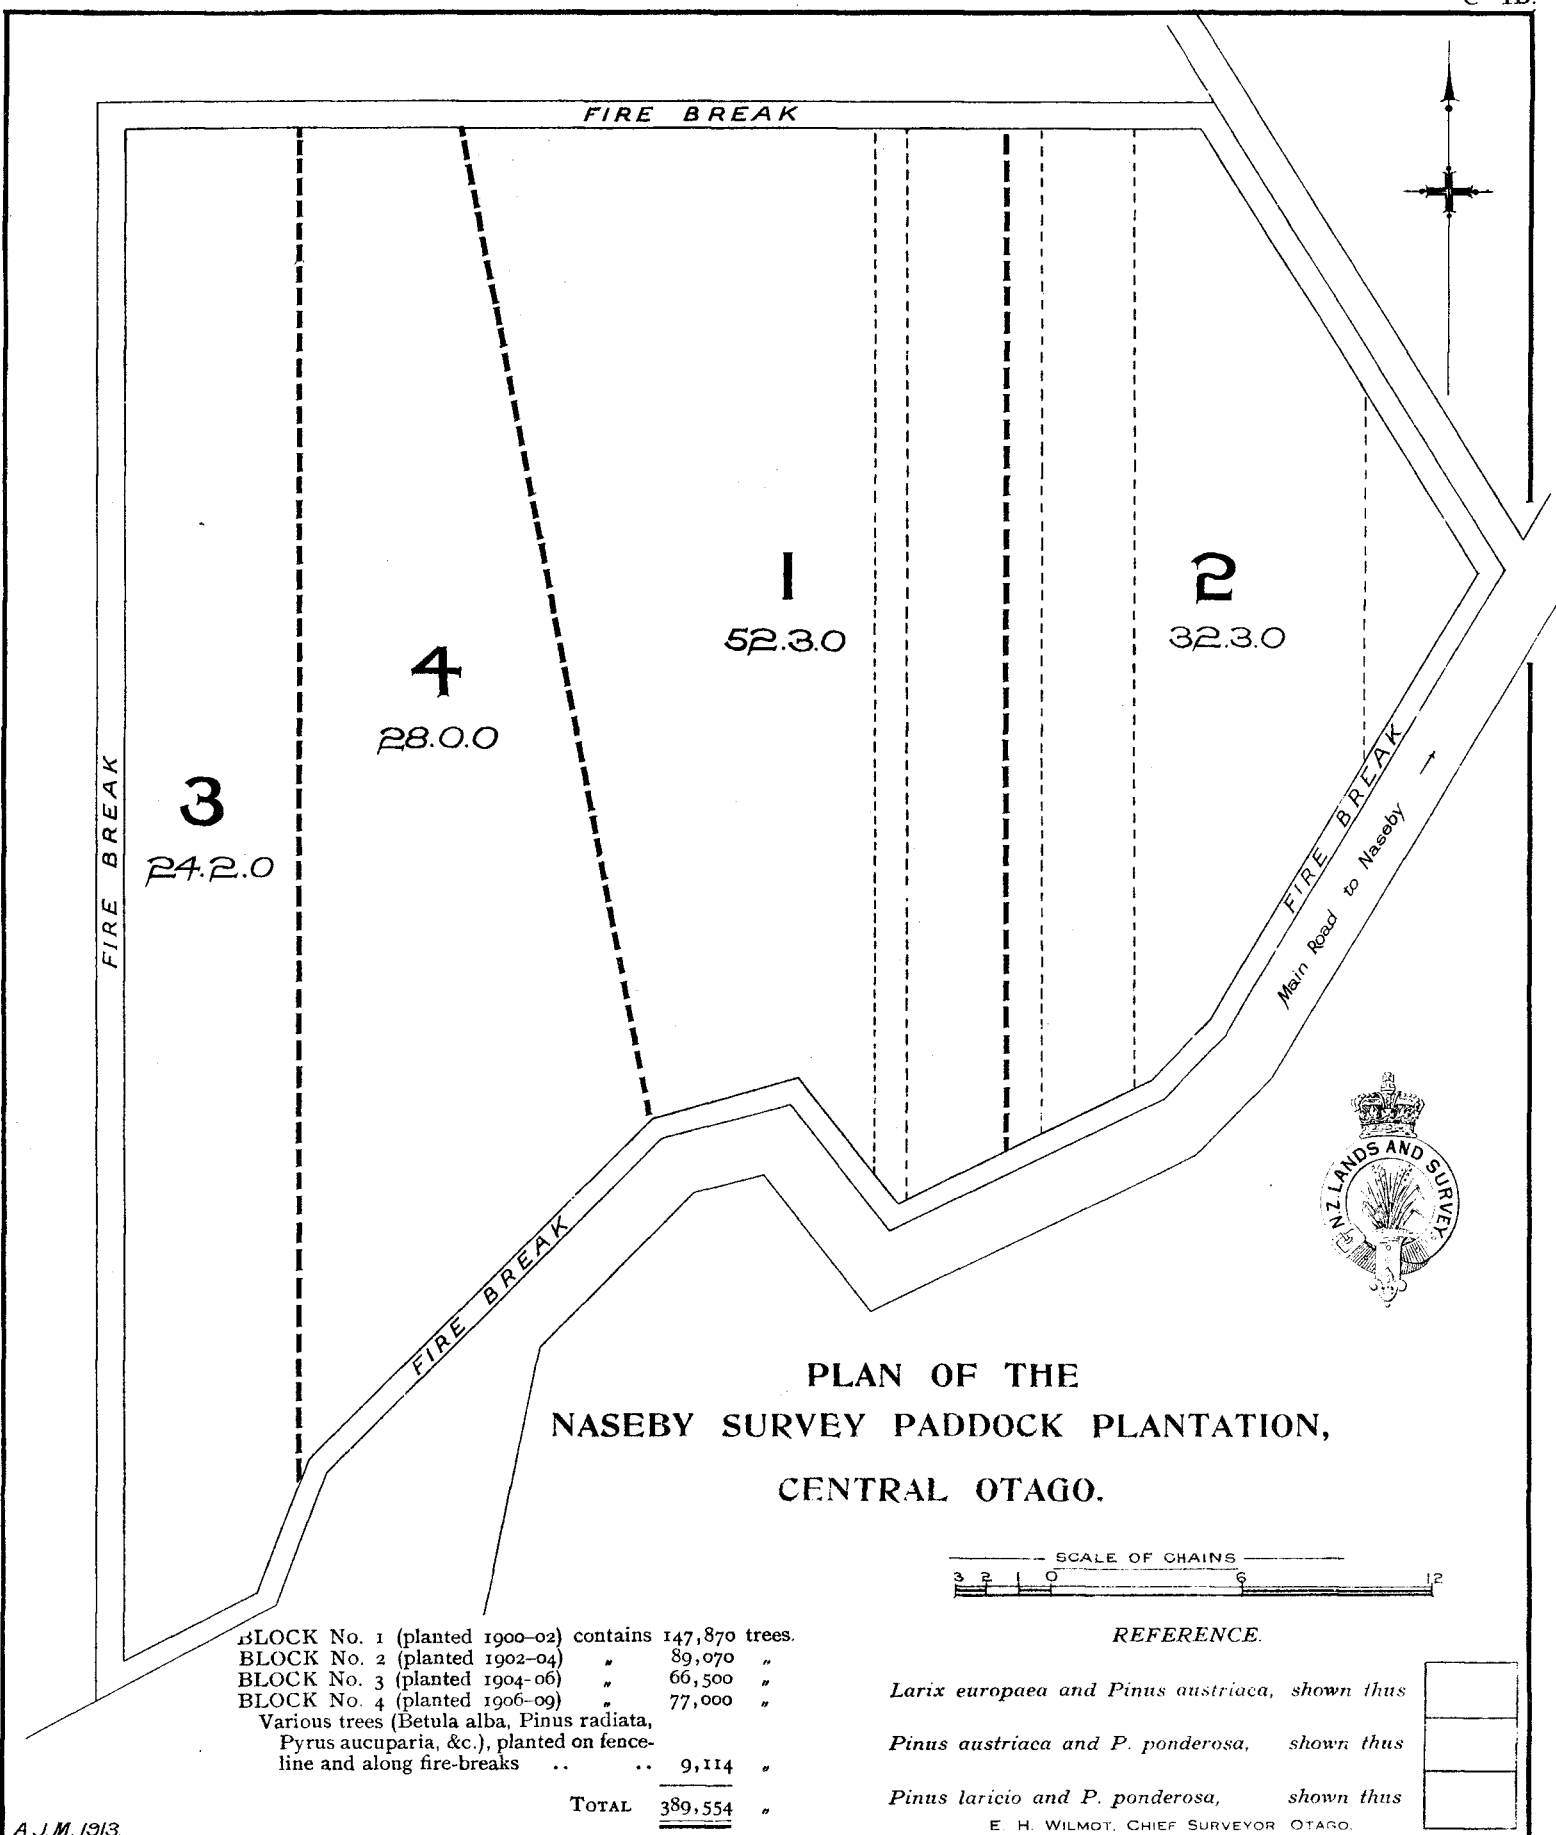 FIRE BREAK
1
52.3.0
2
32.3.0
4
28.0.0
3
24.2.0
FIRE BREAK
FIRE BREAK
Main Road to Naseby
FIRE BREAK
N.Z. LANDS AND SURVEY.
PLAN OF THE
NASEBY SURVEY PADDOCK PLANTATION,
CENTRAL OTAGO.
SCALE OF CHAINS
3 2 1 0 6 12
BLOCK No. 1 (planted 1900–02) contains 147,870 trees.
BLOCK No. 2 (planted 1902–04) „ 89,070 „
BLOCK No. 3 (planted 1904-06) „ 66,500 „
BLOCK No. 4 (planted 1906–09) „ 77,000 „
Various trees (Betula alba, Pinus radiata,
Pyrus aucuparia, &c.), planted on fence-
line and along fire-breaks .. .. 9,114 „
TOTAL 389,554 „
REFERENCE.
Larix europaea and Pinus austriaca, shown thus
Pinus austriaca and P. ponderosa, shown thus
Pinus laricio and P. ponderosa, shown thus
E. H. WILMOT, CHIEF SURVEYOR OTAGO.
A.J.M. 1913.